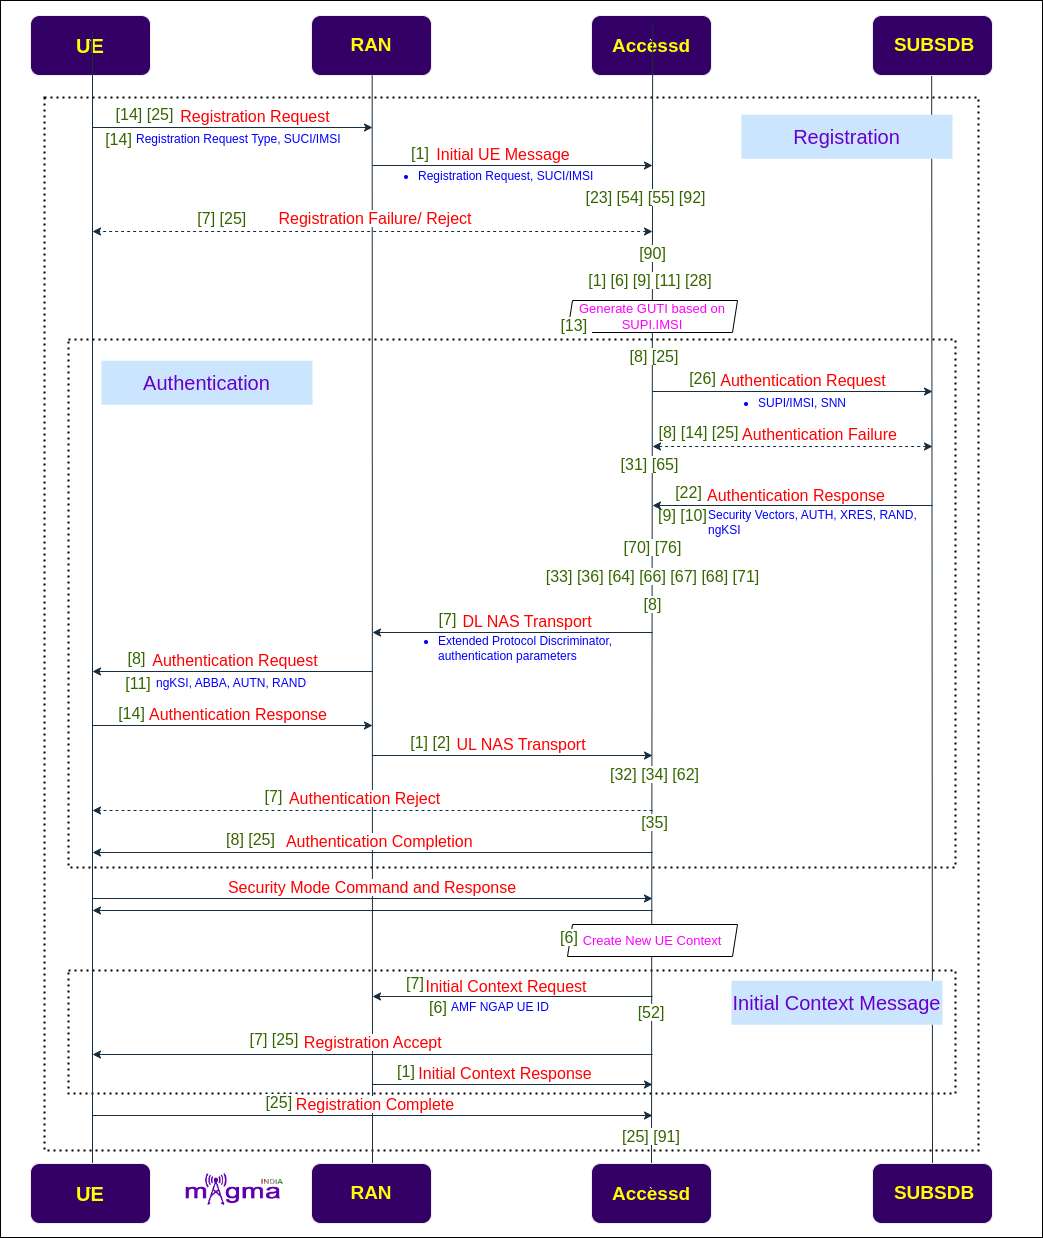 UE
RAN
Accessd
SUBSDB
[14] [25] Registration Request
[14] Registration Request Type, SUCI/IMSI
Registration
[1] Initial UE Message
• Registration Request, SUCI/IMSI
[23] [54] [55] [92]
[7] [25] Registration Failure/ Reject
[90]
[1] [6] [9] [11] [28]
Generate GUTI based on
[13] SUPI.IMSI
[8] [25]
Authentication
[26] Authentication Request
• SUPI/IMSI, SNN
[8] [14] [25] Authentication Failure
[31] [65]
[22] Authentication Response
[9] [10] Security Vectors, AUTH, XRES, RAND,
ngKSI
[70] [76]
[33] [36] [64] [66] [67] [68] [71]
[8]
[7] DL NAS Transport
• Extended Protocol Discriminator,
authentication parameters
[8] Authentication Request
[11] ngKSI, ABBA, AUTN, RAND
[14] Authentication Response
[1] [2] UL NAS Transport
[32] [34] [62]
[7] Authentication Reject
[35]
[8] [25] Authentication Completion
Security Mode Command and Response
[6] Create New UE Context
[7] Initial Context Request
[6] AMF NGAP UE ID
Initial Context Message
[52]
[7] [25] Registration Accept
[1] Initial Context Response
[25] Registration Complete
[25] [91]
UE
INDIA
magma
RAN
Accessd
SUBSDB